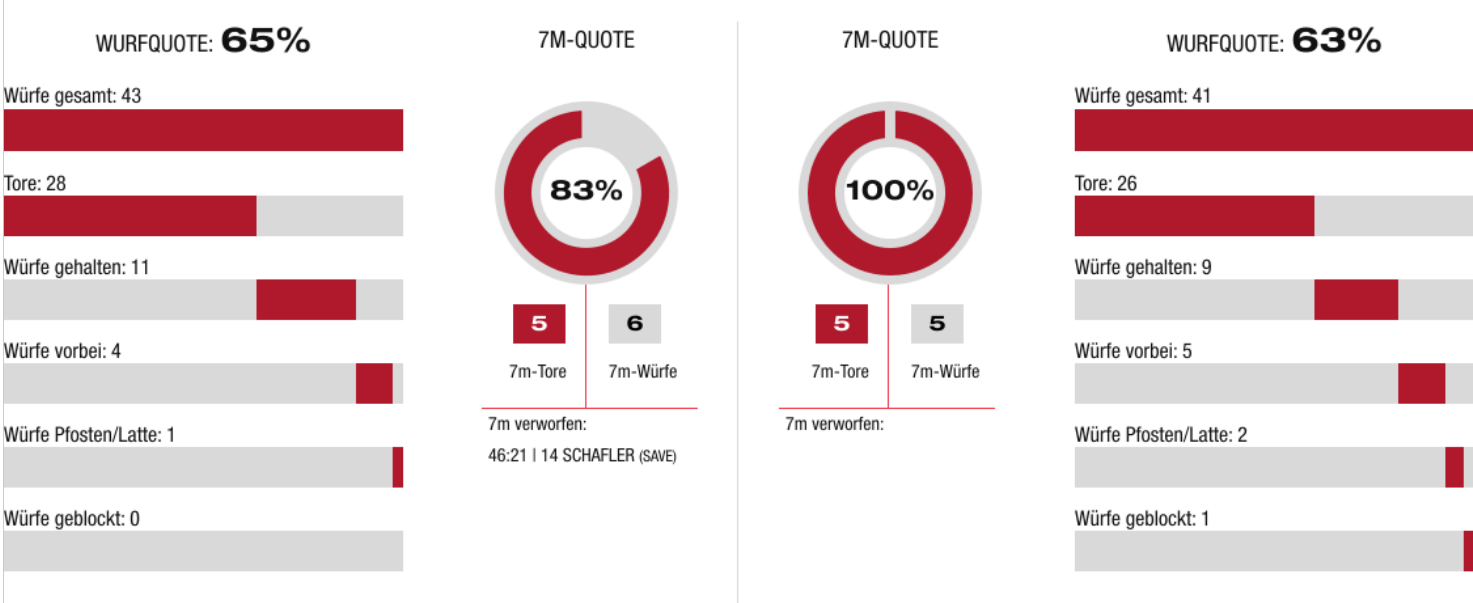 WURFQUOTE: 65%
Würfe gesamt: 43
Tore: 28
Würfe gehalten: 11
Würfe vorbei: 4
Würfe Pfosten/Latte: 1
Würfe geblockt: 0
7M-QUOTE
83%
5 6
7m-Tore 7m-Würfe
7m verworfen:
46:21 | 14 SCHAFLER (SAVE)
7M-QUOTE
100%
5 5
7m-Tore 7m-Würfe
7m verworfen:
WURFQUOTE: 63%
Würfe gesamt: 41
Tore: 26
Würfe gehalten: 9
Würfe vorbei: 5
Würfe Pfosten/Latte: 2
Würfe geblockt: 1